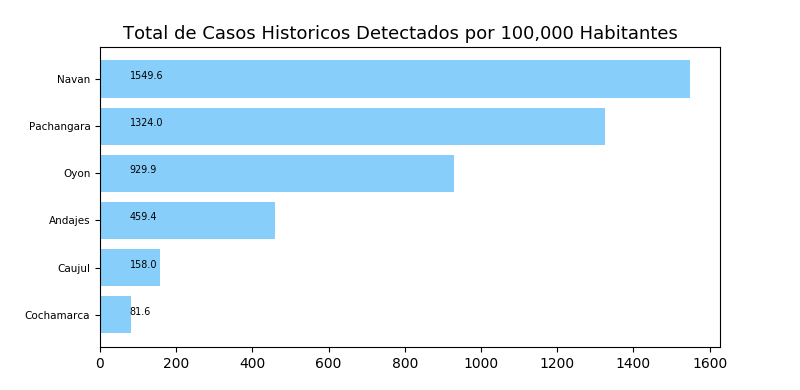 Total de Casos Historicos Detectados por 100,000 Habitantes
Navan 1549.6
Pachangara 1324.0
Oyon 929.9
Andajes 459.4
Caujul 158.0
Cochamarca 81.6
0 200 400 600 800 1000 1200 1400 1600